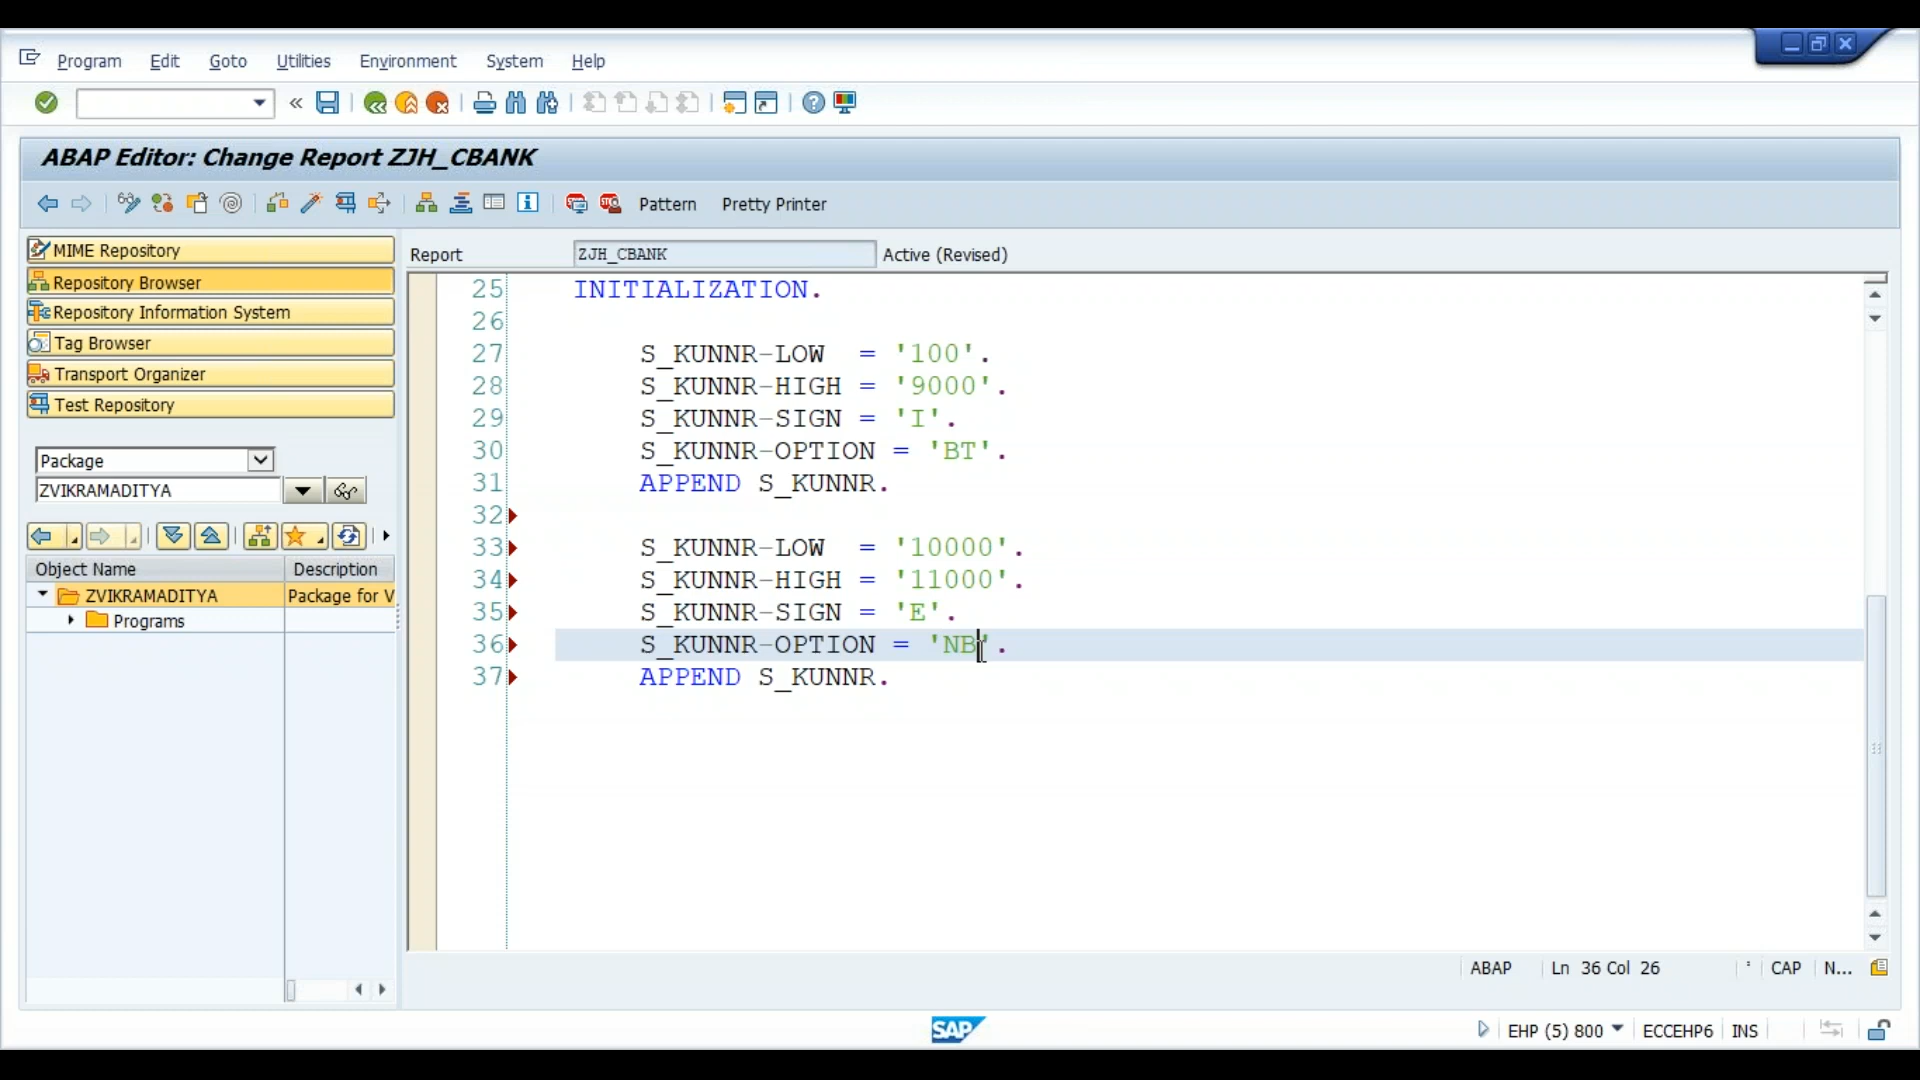 Program Edit Goto Utilities Environment System Help
ABAP Editor: Change Report ZJH_CBANK
Pattern Pretty Printer
MIME Repository
Repository Browser
Repository Information System
Tag Browser
Transport Organizer
Test Repository
Package
ZVIKRAMADITYA
Object Name Description
ZVIKRAMADITYA Package for V
Programs
Report ZJH_CBANK Active (Revised)
25 INITIALIZATION.
26
27 S_KUNNR-LOW = '100'.
28 S_KUNNR-HIGH = '9000'.
29 S_KUNNR-SIGN = 'I'.
30 S_KUNNR-OPTION = 'BT'.
31 APPEND S_KUNNR.
32
33 S_KUNNR-LOW = '10000'.
34 S_KUNNR-HIGH = '11000'.
35 S_KUNNR-SIGN = 'E'.
36 S_KUNNR-OPTION = 'NB'.
37 APPEND S_KUNNR.
ABAP Ln 36 Col 26 CAP N...
SAP EHP (5) 800 ECCEHP6 INS